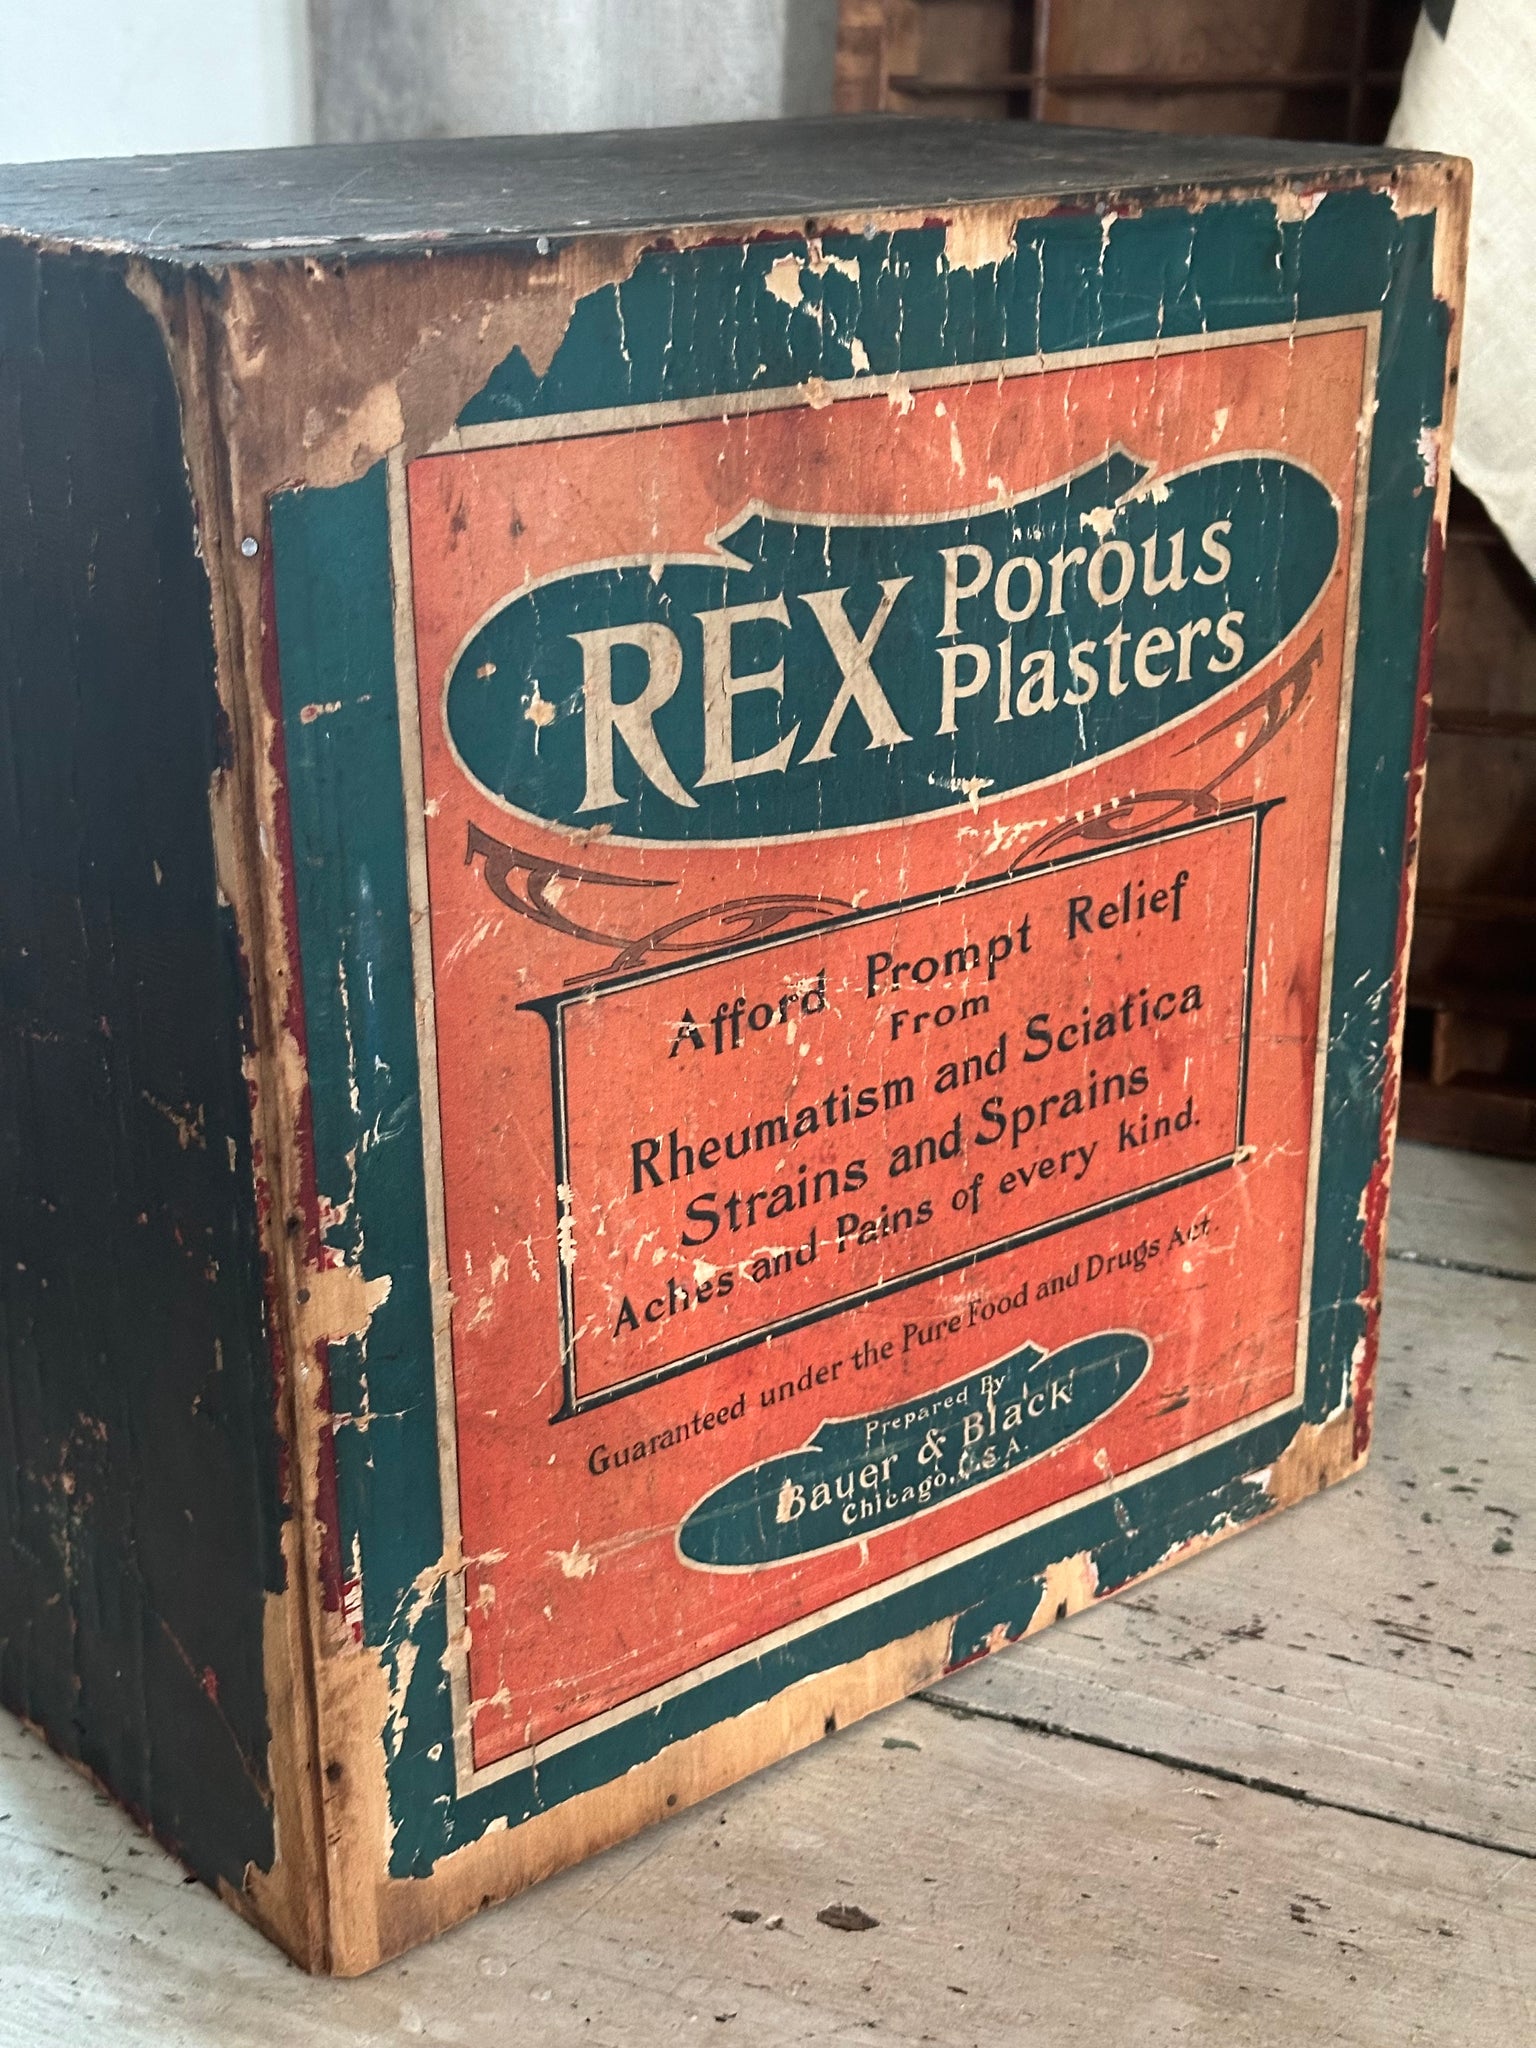 REX Porous
Plasters
Afford Prompt Relief
From
Rheumatism and Sciatica
Strains and Sprains
Aches and Pains of every kind.
Guaranteed under the Pure Food and Drugs Act.
Prepared By
Bauer & Black
Chicago, U.S.A.